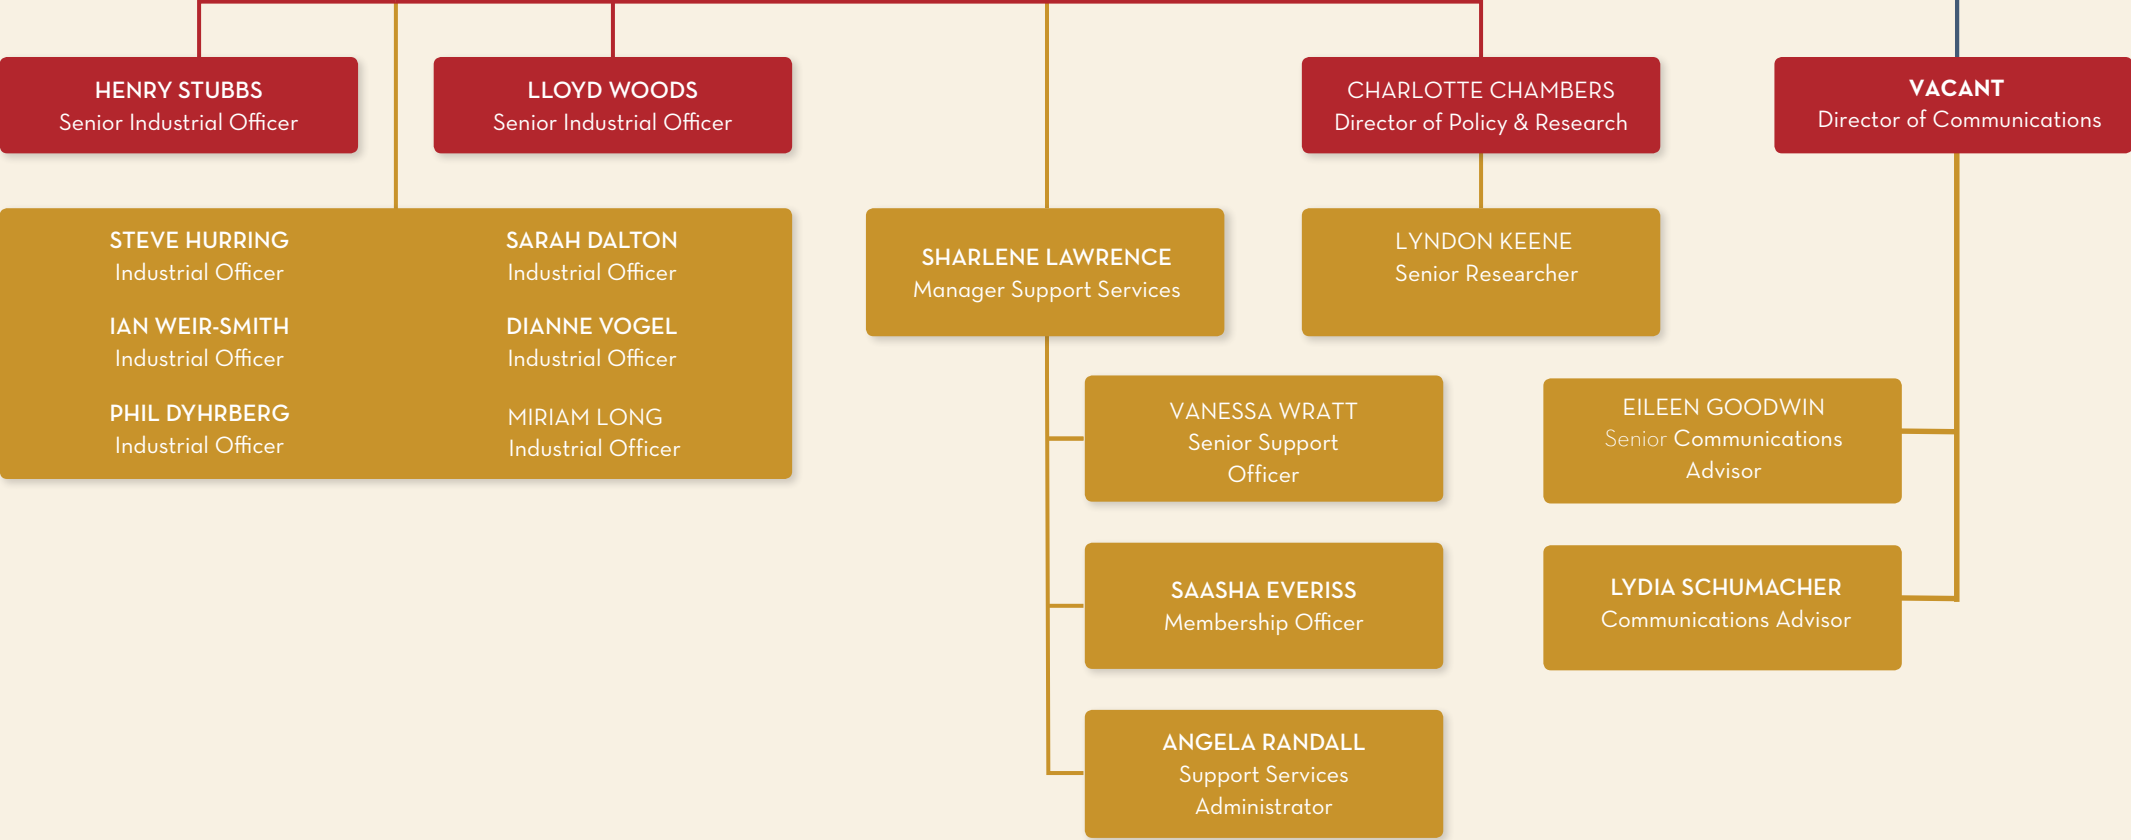 HENRY STUBBS
Senior Industrial Officer
LLOYD WOODS
Senior Industrial Officer
CHARLOTTE CHAMBERS
Director of Policy & Research
VACANT
Director of Communications
STEVE HURRING
Industrial Officer
IAN WEIR-SMITH
Industrial Officer
PHIL DYHRBERG
Industrial Officer
SARAH DALTON
Industrial Officer
DIANNE VOGEL
Industrial Officer
MIRIAM LONG
Industrial Officer
SHARLENE LAWRENCE
Manager Support Services
LYNDON KEENE
Senior Researcher
VANESSA WRATT
Senior Support
Officer
SAASHA EVERISS
Membership Officer
ANGELA RANDALL
Support Services
Administrator
EILEEN GOODWIN
Senior Communications
Advisor
LYDIA SCHUMACHER
Communications Advisor